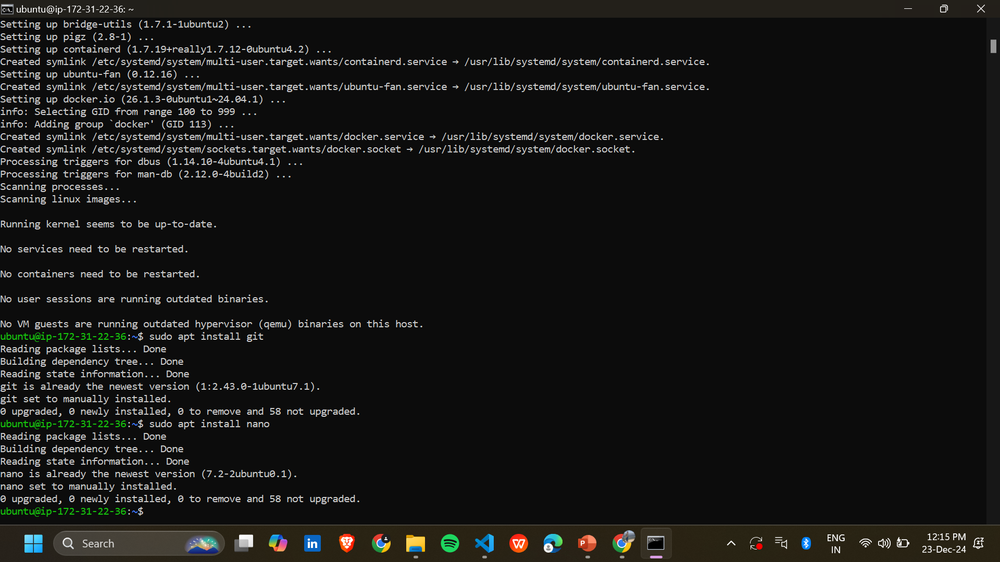 ubuntu@ip-172-31-22-36: ~
Setting up bridge-utils (1.7.1-1ubuntu2) ...
Setting up pigz (2.8-1) ...
Setting up containerd (1.7.19+really1.7.12-0ubuntu4.2) ...
Created symlink /etc/systemd/system/multi-user.target.wants/containerd.service → /usr/lib/systemd/system/containerd.service.
Setting up ubuntu-fan (0.12.16) ...
Created symlink /etc/systemd/system/multi-user.target.wants/ubuntu-fan.service → /usr/lib/systemd/system/ubuntu-fan.service.
Setting up docker.io (26.1.3-0ubuntu1~24.04.1) ...
info: Selecting GID from range 100 to 999 ...
info: Adding group `docker' (GID 113) ...
Created symlink /etc/systemd/system/multi-user.target.wants/docker.service → /usr/lib/systemd/system/docker.service.
Created symlink /etc/systemd/system/sockets.target.wants/docker.socket → /usr/lib/systemd/system/docker.socket.
Processing triggers for dbus (1.14.10-4ubuntu4.1) ...
Processing triggers for man-db (2.12.0-4build2) ...
Scanning processes...
Scanning linux images...
Running kernel seems to be up-to-date.
No services need to be restarted.
No containers need to be restarted.
No user sessions are running outdated binaries.
No VM guests are running outdated hypervisor (qemu) binaries on this host.
ubuntu@ip-172-31-22-36:~$ sudo apt install git
Reading package lists... Done
Building dependency tree... Done
Reading state information... Done
git is already the newest version (1:2.43.0-1ubuntu7.1).
git set to manually installed.
0 upgraded, 0 newly installed, 0 to remove and 58 not upgraded.
ubuntu@ip-172-31-22-36:~$ sudo apt install nano
Reading package lists... Done
Building dependency tree... Done
Reading state information... Done
nano is already the newest version (7.2-2ubuntu0.1).
nano set to manually installed.
0 upgraded, 0 newly installed, 0 to remove and 58 not upgraded.
ubuntu@ip-172-31-22-36:~$
Search
ENG
IN
12:15 PM
23-Dec-24